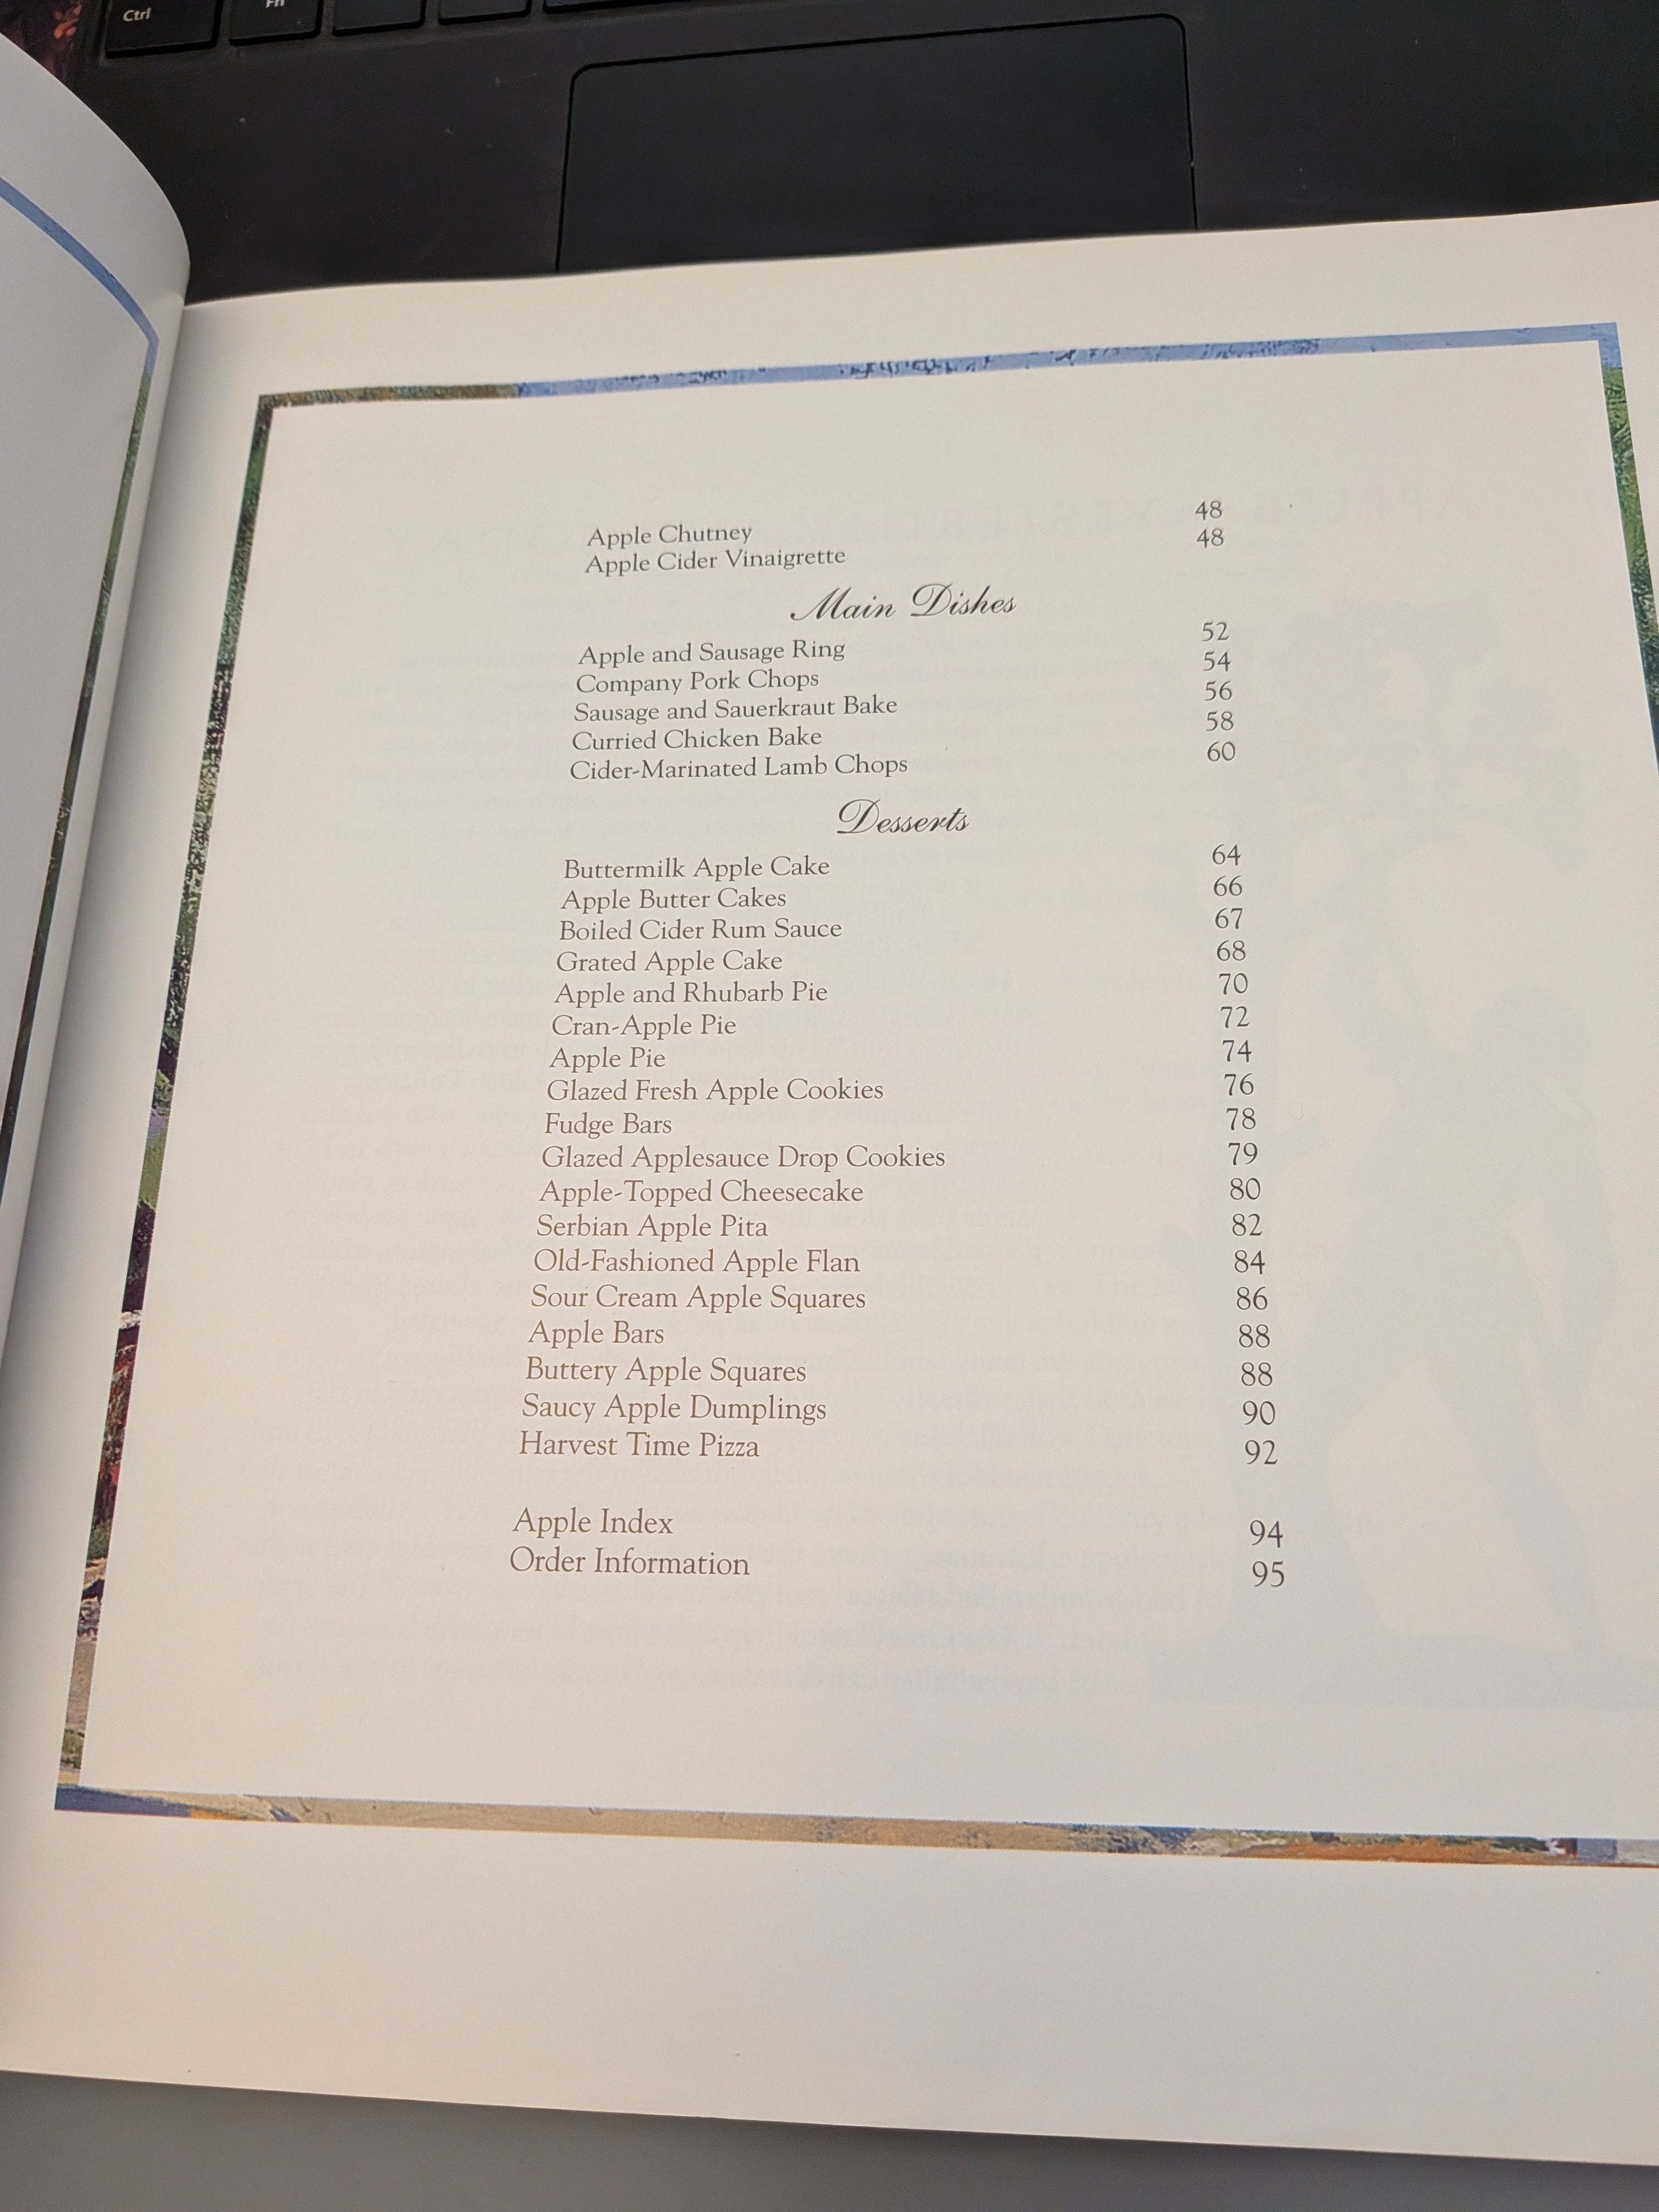 Ctrl
Fn
Apple Chutney 48
Apple Cider Vinaigrette 48
Main Dishes
Apple and Sausage Ring 52
Company Pork Chops 54
Sausage and Sauerkraut Bake 56
Curried Chicken Bake 58
Cider-Marinated Lamb Chops 60
Desserts
Buttermilk Apple Cake 64
Apple Butter Cakes 66
Boiled Cider Rum Sauce 67
Grated Apple Cake 68
Apple and Rhubarb Pie 70
Cran-Apple Pie 72
Apple Pie 74
Glazed Fresh Apple Cookies 76
Fudge Bars 78
Glazed Applesauce Drop Cookies 79
Apple-Topped Cheesecake 80
Serbian Apple Pita 82
Old-Fashioned Apple Flan 84
Sour Cream Apple Squares 86
Apple Bars 88
Buttery Apple Squares 88
Saucy Apple Dumplings 90
Harvest Time Pizza 92
Apple Index 94
Order Information 95